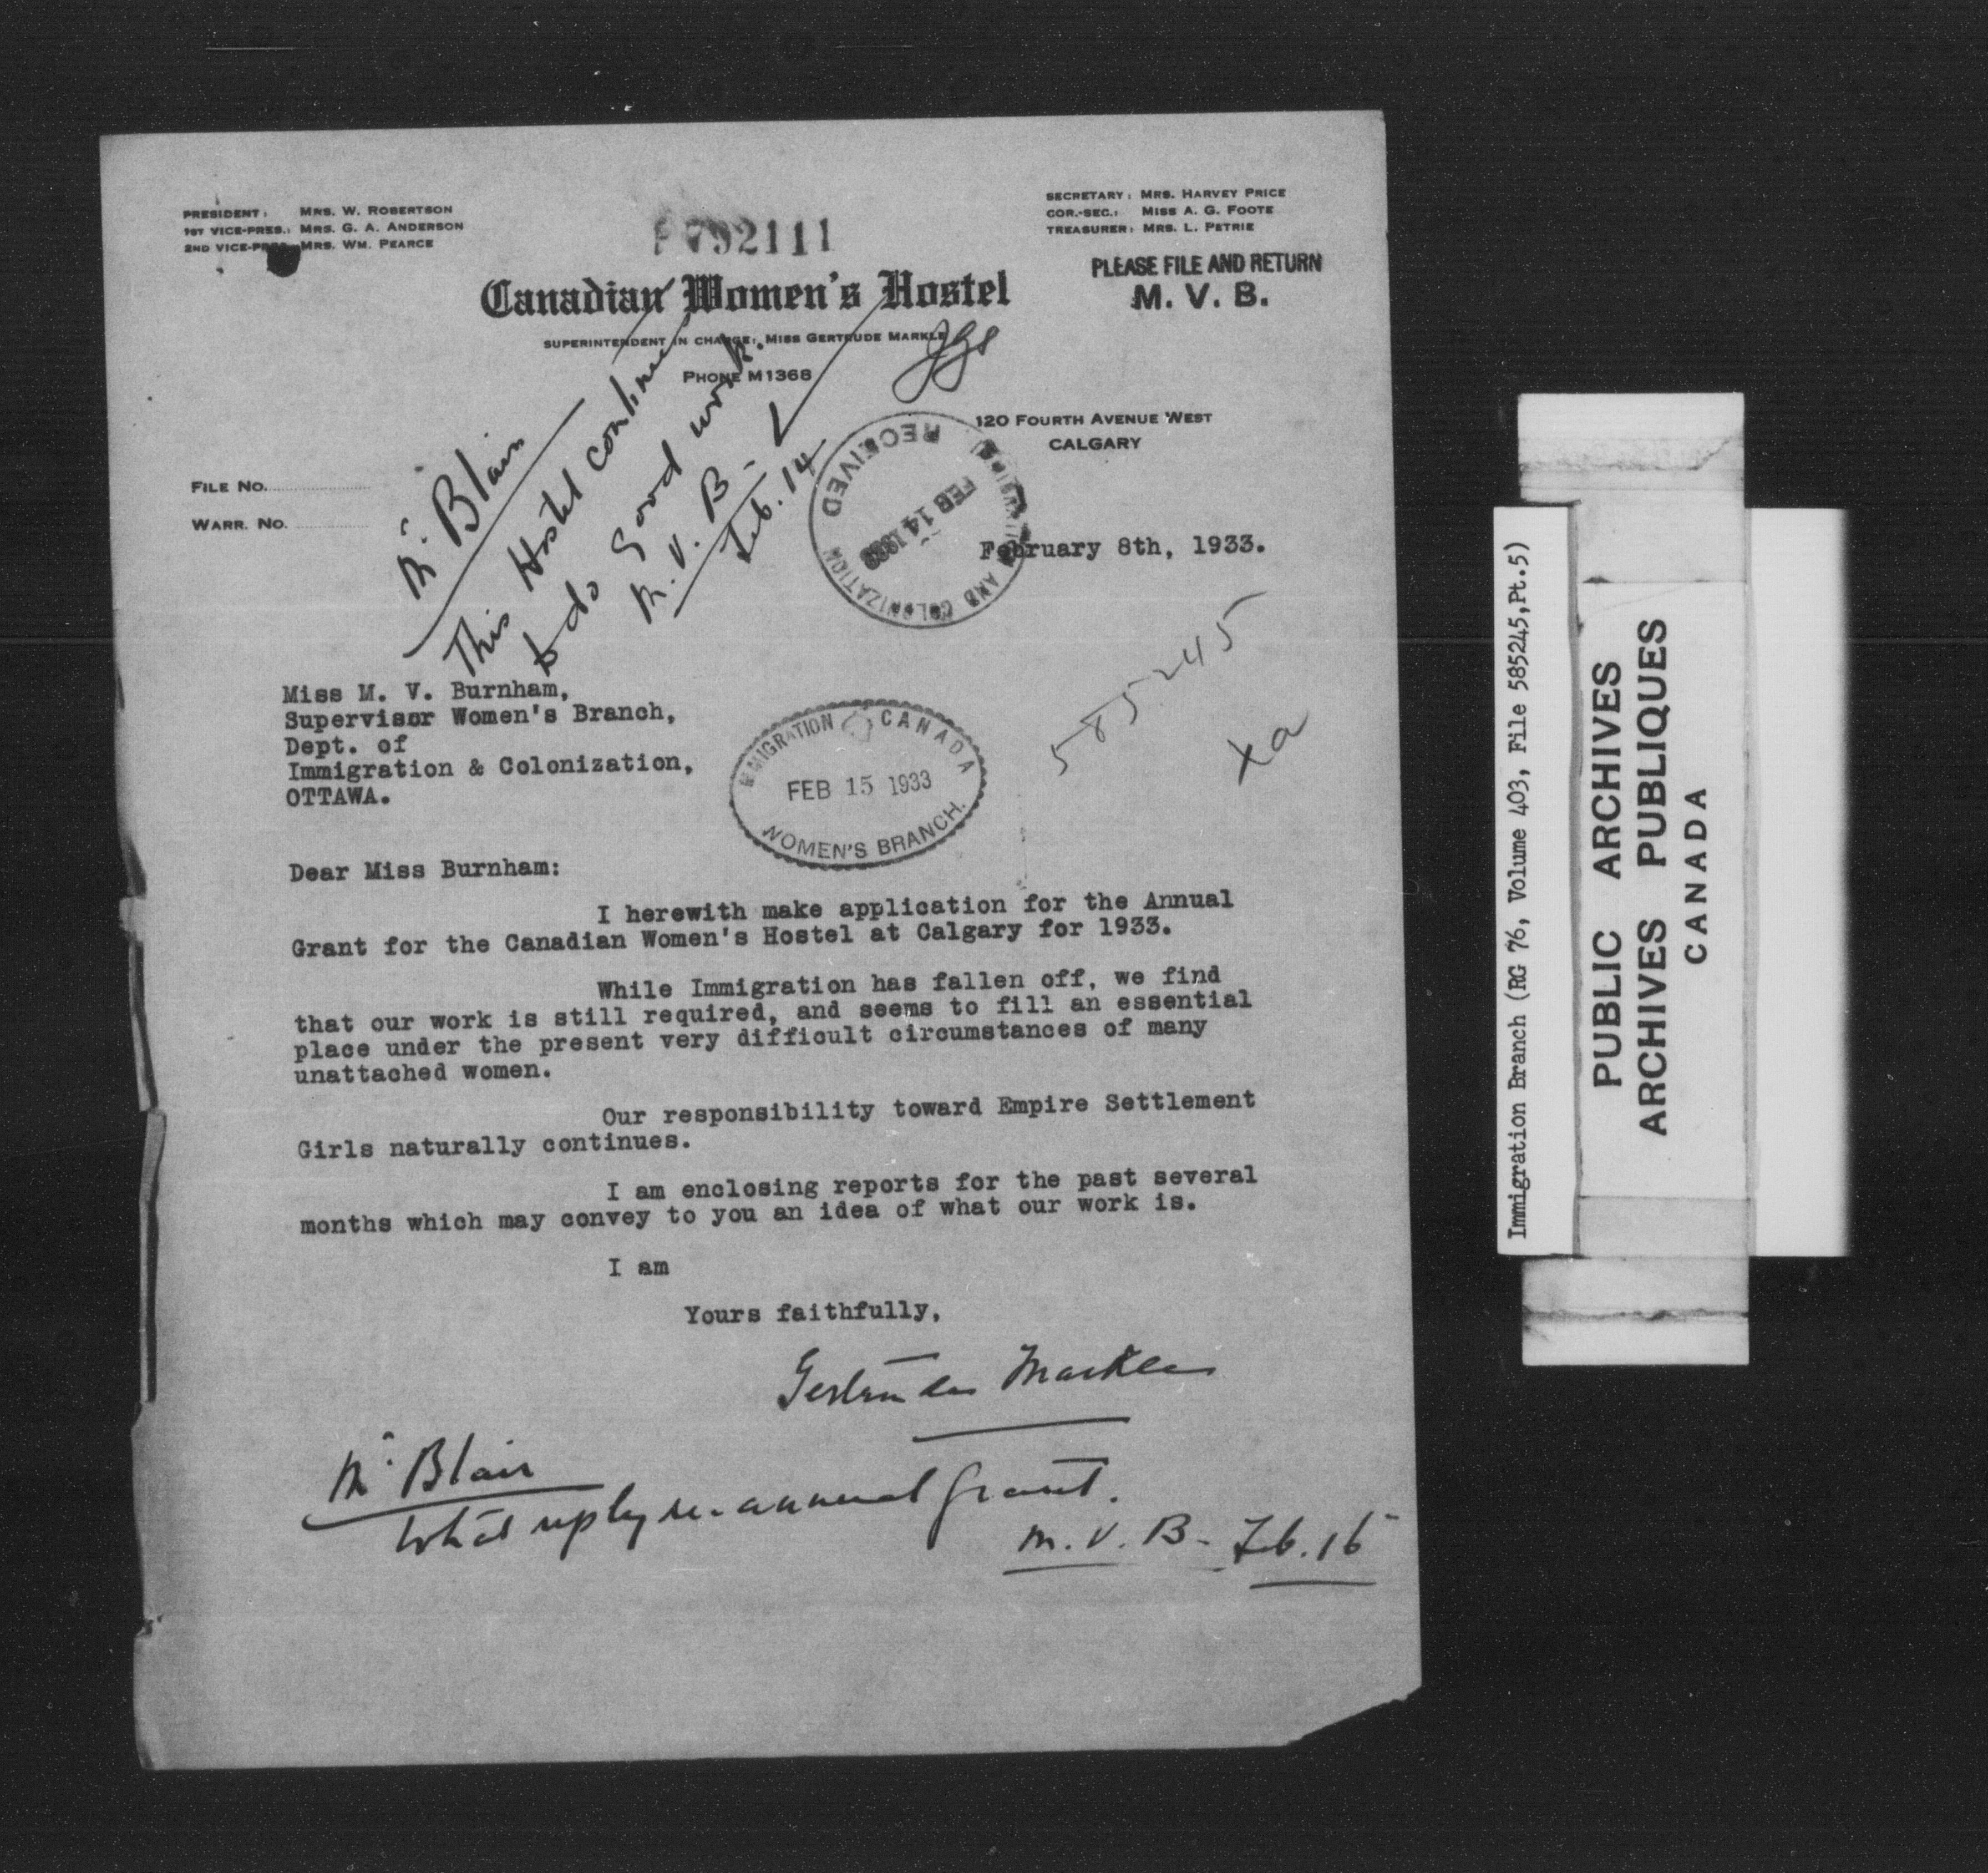 PRESIDENT: MRS. W. ROBERTSON
1ST VICE-PRES.: MRS. G. A. ANDERSON
2ND VICE-PRES. MRS. WM. PEARCE
792111
SECRETARY: MRS. HARVEY PRICE
COR.-SEC.: MISS A. G. FOOTE
TREASURER: MRS. L. PETRIE
PLEASE FILE AND RETURN
M. V. B.
Canadian Women's Hostel
SUPERINTENDENT IN CHARGE: MISS GERTRUDE MARKLE
PHONE M1368
120 FOURTH AVENUE WEST
CALGARY
FILE NO.
WARR. NO.
Mr Blair
This Hostel continues
to do good work.
M. V. B-
Feb. 14
RECEIVED
FEB 14 1933
IMMIGRATION AND COLONIZATION
February 8th, 1933.
585245
xa
Miss M. V. Burnham,
Supervisor Women's Branch,
Dept. of
Immigration & Colonization,
OTTAWA.
IMMIGRATION CANADA
FEB 15 1933
WOMEN'S BRANCH.
Dear Miss Burnham:
I herewith make application for the Annual
Grant for the Canadian Women's Hostel at Calgary for 1933.
While Immigration has fallen off, we find
that our work is still required, and seems to fill an essential
place under the present very difficult circumstances of many
unattached women.
Our responsibility toward Empire Settlement
Girls naturally continues.
I am enclosing reports for the past several
months which may convey to you an idea of what our work is.
I am
Yours faithfully,
Gertrude Markle
Mr Blair
What reply re. annual grant.
M. V. B- Feb. 15
Immigration Branch (RG 76, Volume 403, File 585245,Pt.5)
PUBLIC ARCHIVES
ARCHIVES PUBLIQUES
CANADA